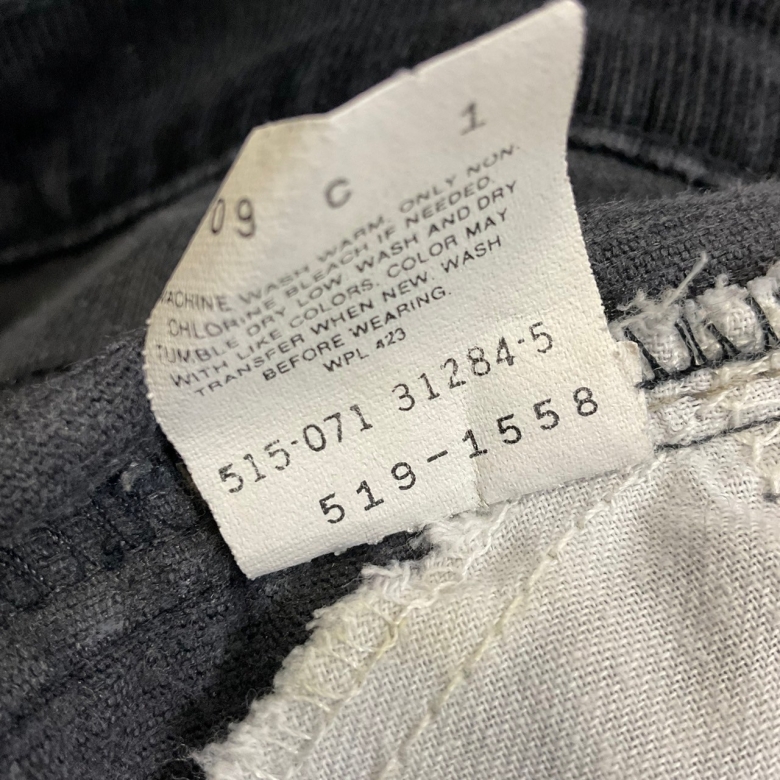 09 C 1
MACHINE WASH WARM. ONLY NON-
CHLORINE BLEACH IF NEEDED.
TUMBLE DRY LOW. WASH AND DRY
WITH LIKE COLORS. COLOR MAY
TRANSFER WHEN NEW. WASH
BEFORE WEARING.
WPL 423
515-071 31284-5
519-1558